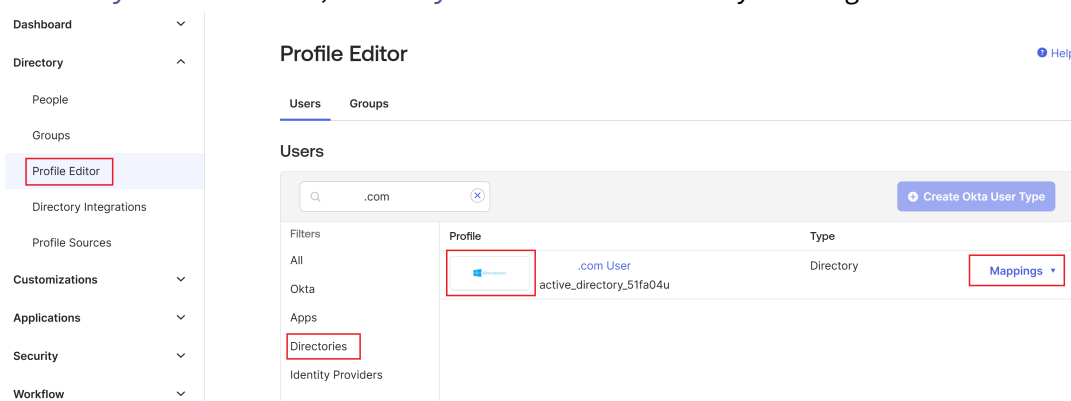 Dashboard
Directory
People
Groups
Profile Editor
Directory Integrations
Profile Sources
Customizations
Applications
Security
Workflow
Profile Editor
Help
Users Groups
Users
.com
Create Okta User Type
Filters
All
Okta
Apps
Directories
Identity Providers
Profile Type
.com User Directory Mappings
active_directory_51fa04u